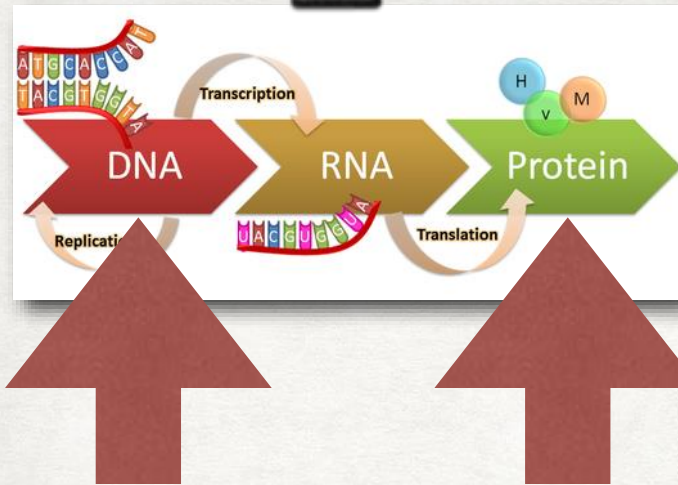 ATGCACCAT
TACGTGGTA
Transcription
H
V
M
DNA
RNA
Protein
UACGUGGUA
Translation